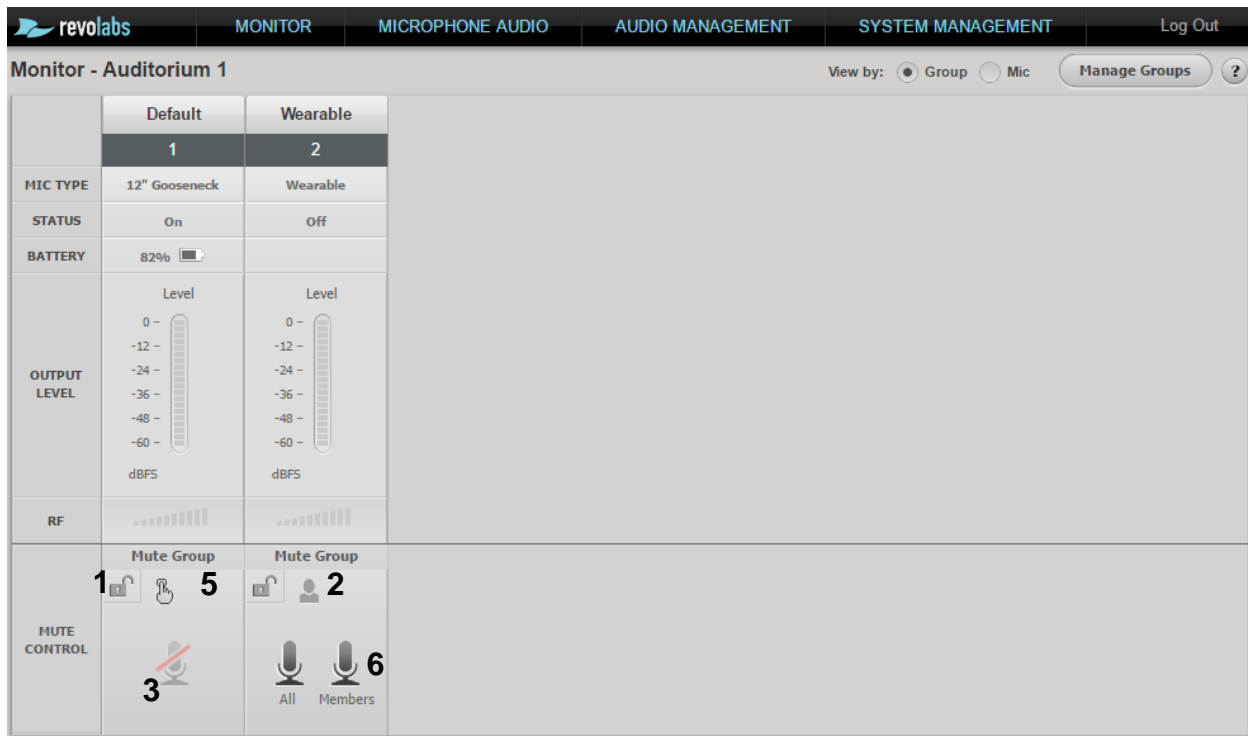 revolabs MONITOR MICROPHONE AUDIO AUDIO MANAGEMENT SYSTEM MANAGEMENT Log Out
Monitor - Auditorium 1 View by: Group Mic Manage Groups ?
Default Wearable
1 2
MIC TYPE 12" Gooseneck Wearable
STATUS On Off
BATTERY 82%
Level Level
0 - 0 -
-12 - -12 -
-24 - -24 -
OUTPUT
LEVEL
-36 - -36 -
-48 - -48 -
-60 - -60 -
dBFS dBFS
RF
Mute Group Mute Group
1 5 2
MUTE
CONTROL
3 6
All Members